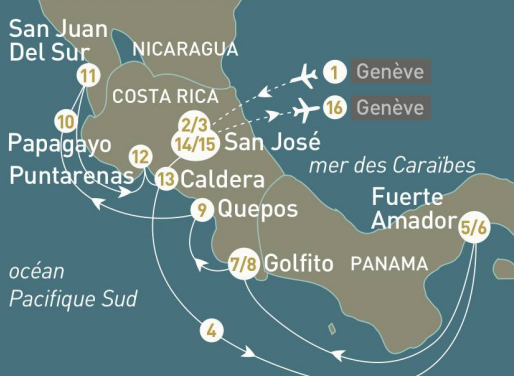 San Juan
Del Sur
NICARAGUA
11
1 Genève
COSTA RICA
16 Genève
10
2/3
14/15 San José
Papagayo
12
Puntarenas
mer des Caraïbes
13 Caldera
Fuerte
Amador
9 Quepos
5/6
7/8 Golfito
PANAMA
océan
Pacifique Sud
4